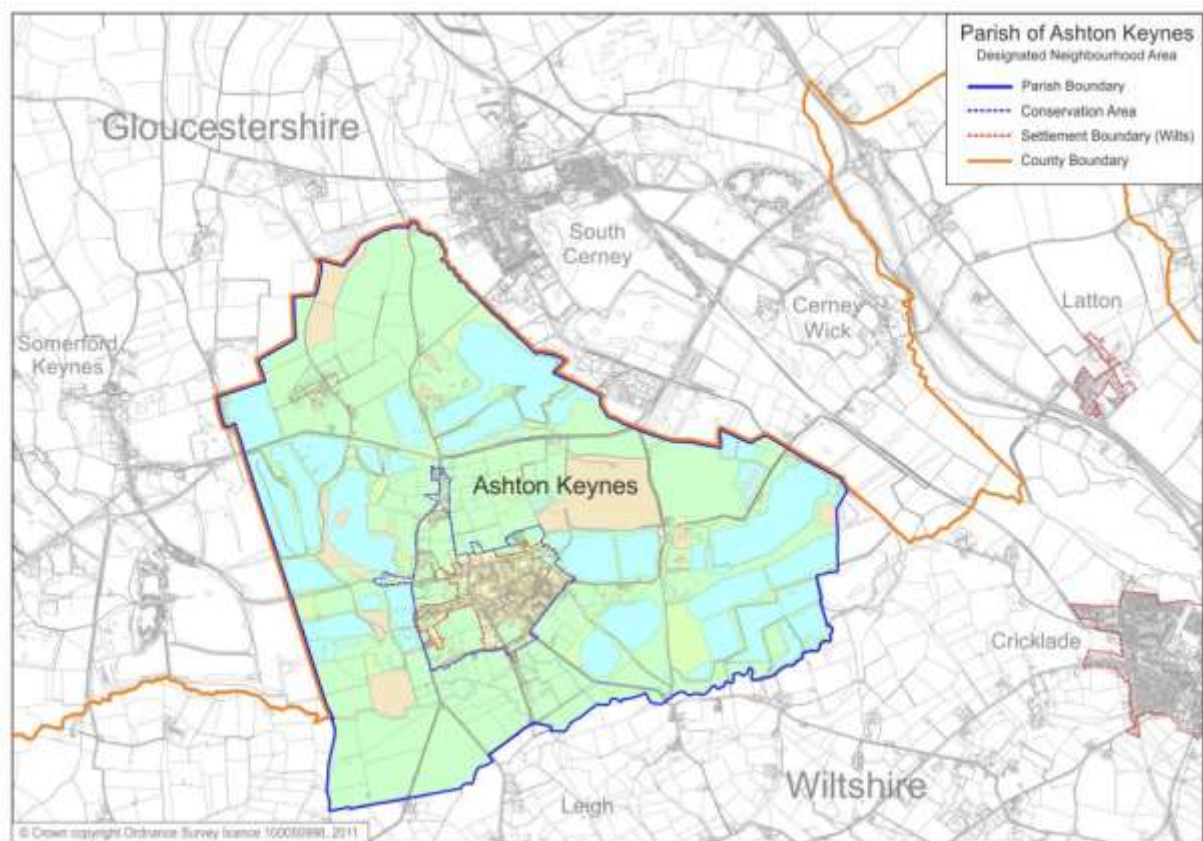 Parish of Ashton Keynes
Designated Neighbourhood Area
Parish Boundary
Conservation Area
Settlement Boundary (Wilts)
County Boundary
Gloucestershire
South
Cerney
Cerney
Wick
Latton
Somerford
Keynes
Ashton Keynes
Cricklade
Wiltshire
Leigh
© Crown copyright Ordnance Survey licence 100050998, 2011